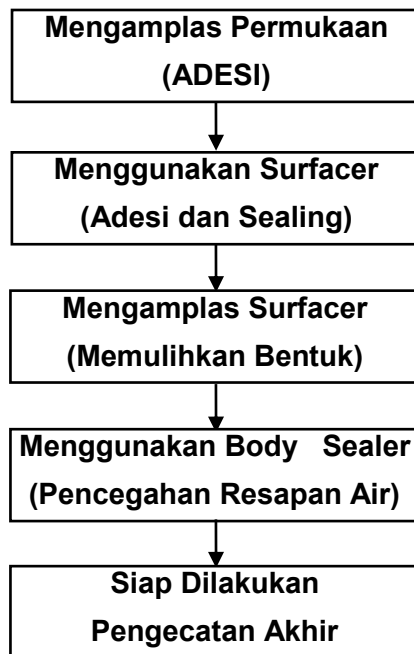 Mengamplas Permukaan
(ADESI)
Menggunakan Surfacer
(Adesi dan Sealing)
Mengamplas Surfacer
(Memulihkan Bentuk)
Menggunakan Body Sealer
(Pencegahan Resapan Air)
Siap Dilakukan
Pengecatan Akhir